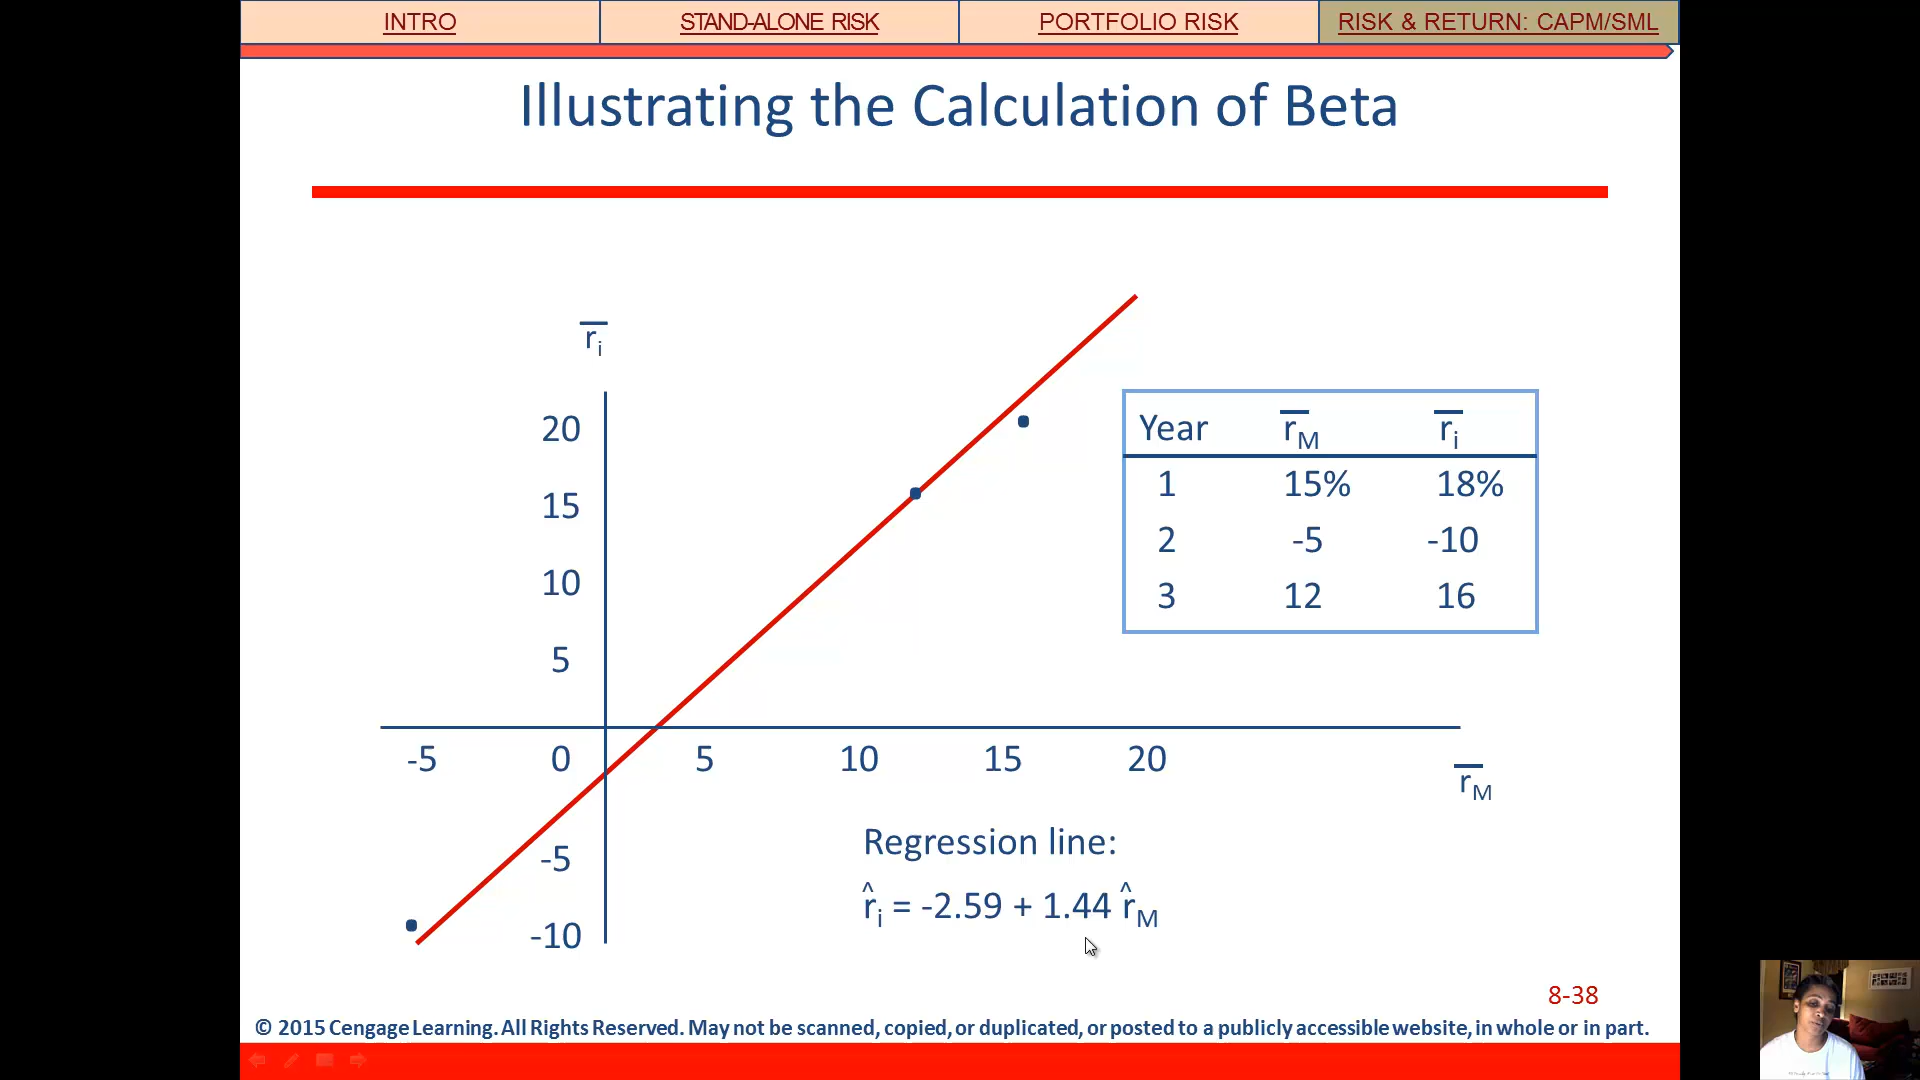 INTRO STAND-ALONE RISK PORTFOLIO RISK RISK & RETURN: CAPM/SML
Illustrating the Calculation of Beta
r̅i
20
15
10
5
-5 0 5 10 15 20
r̅M
-5
-10
Year r̅M r̅i
1 15% 18%
2 -5 -10
3 12 16
Regression line:
r̂i = -2.59 + 1.44 r̂M
8-38
© 2015 Cengage Learning. All Rights Reserved. May not be scanned, copied, or duplicated, or posted to a publicly accessible website, in whole or in part.